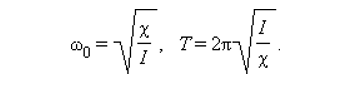 ω₀ = √(χ/I), T = 2π√(I/χ).